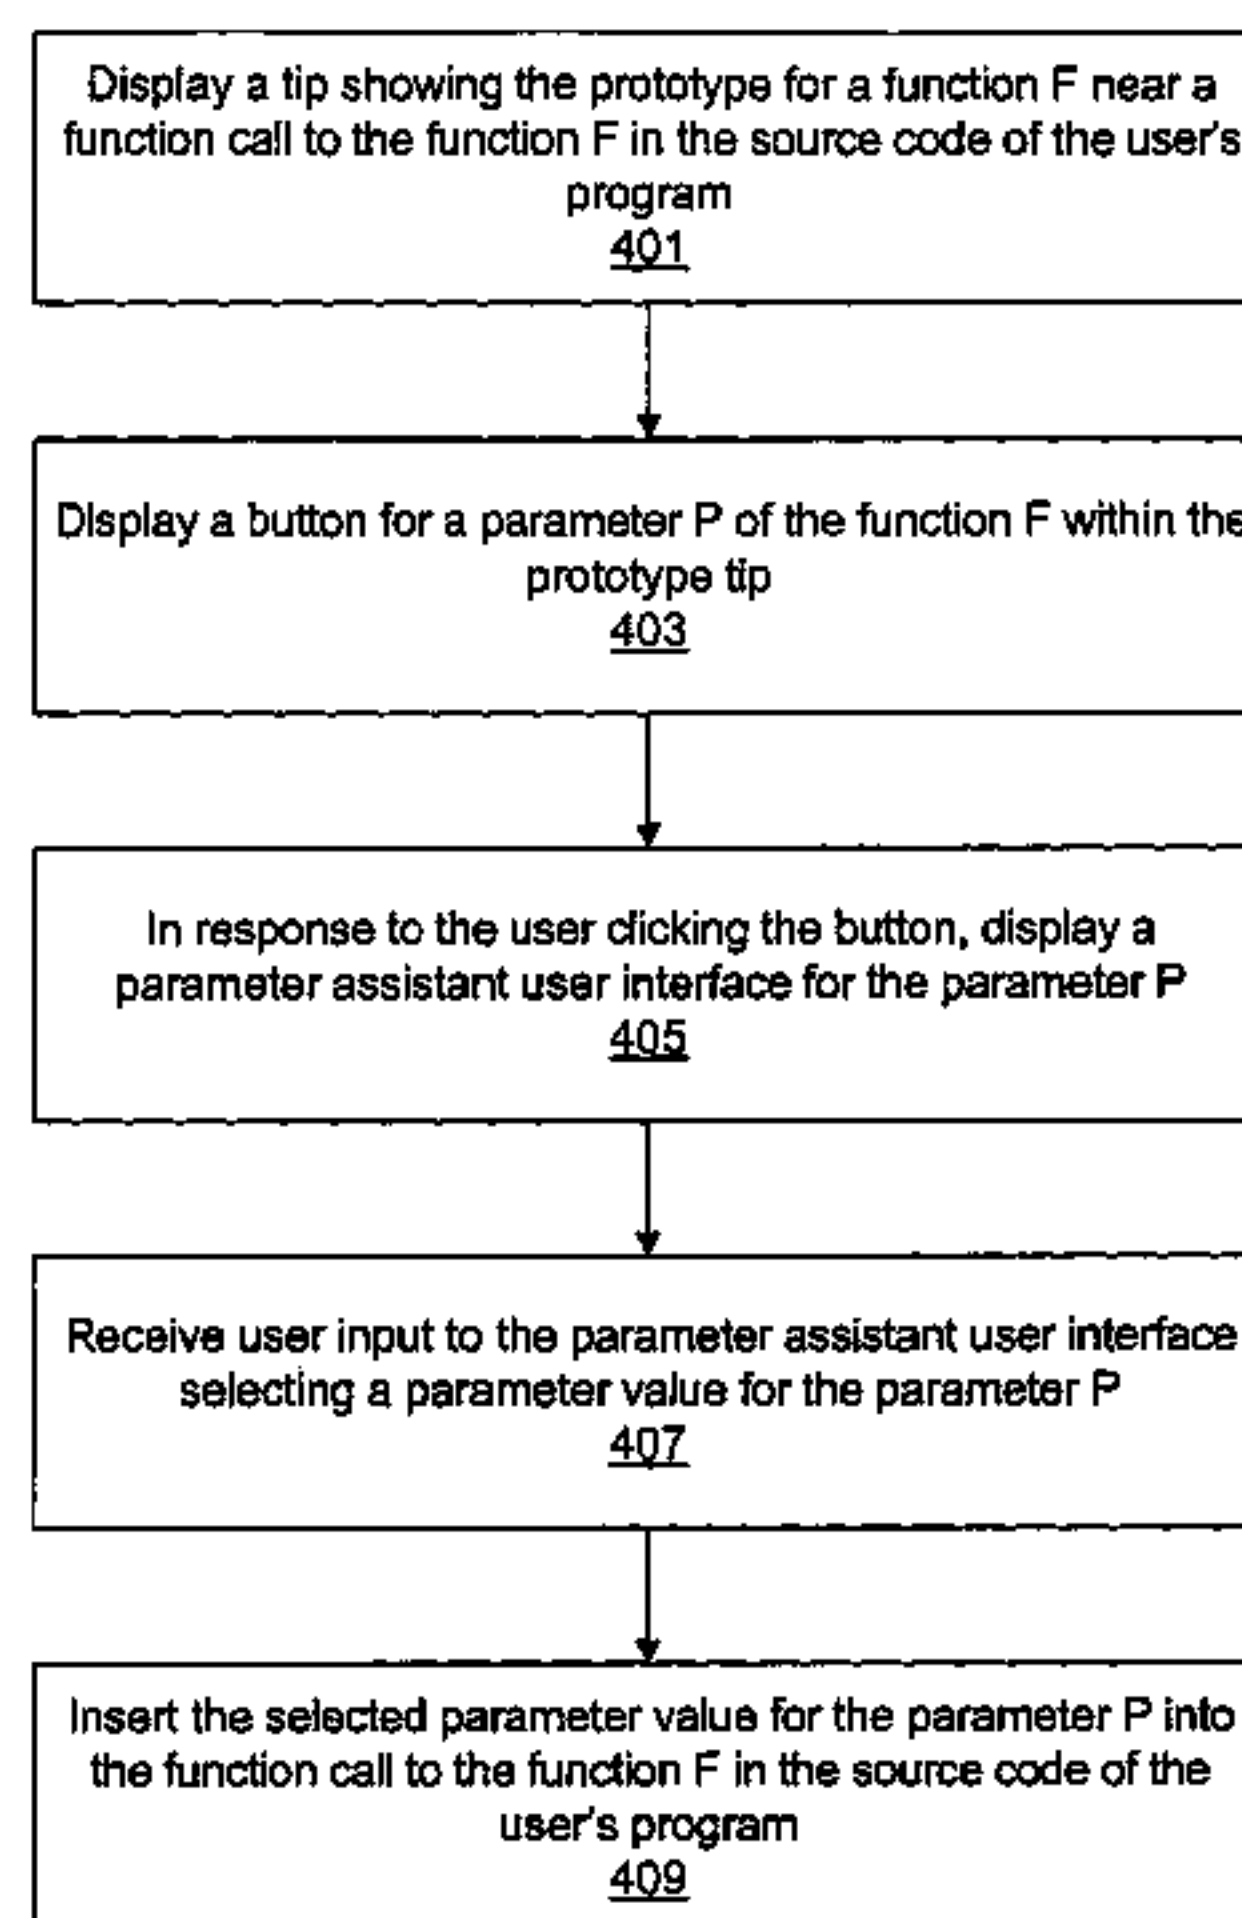 Display a tip showing the prototype for a function F near a
function call to the function F in the source code of the user's
program
401
Display a button for a parameter P of the function F within the
prototype tip
403
In response to the user clicking the button, display a
parameter assistant user interface for the parameter P
405
Receive user input to the parameter assistant user interface
selecting a parameter value for the parameter P
407
Insert the selected parameter value for the parameter P into
the function call to the function F in the source code of the
user's program
409